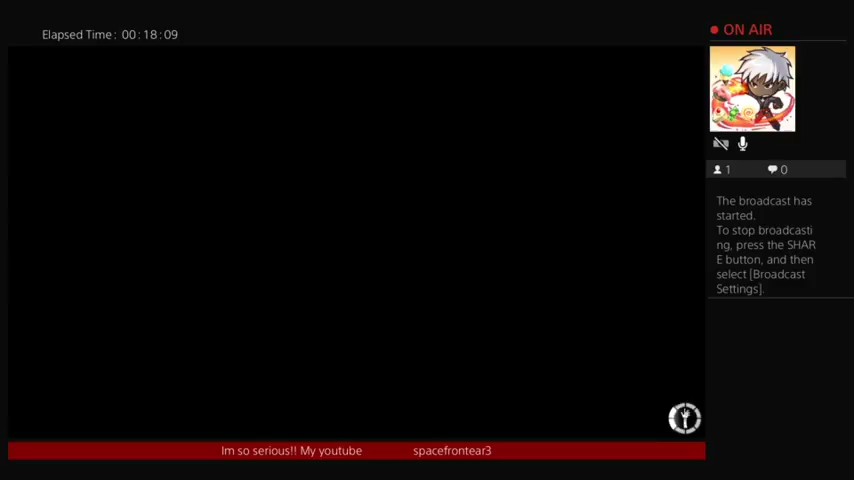 Elapsed Time: 00:18:09
ON AIR
1 0
The broadcast has
started.
To stop broadcasti
ng, press the SHAR
E button, and then
select [Broadcast
Settings].
Im so serious!! My youtube spacefrontear3